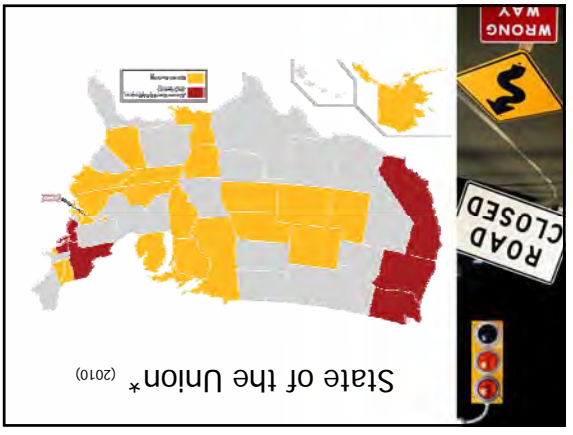 State of the Union* (2010)
ROAD
CLOSED
WRONG
WAY